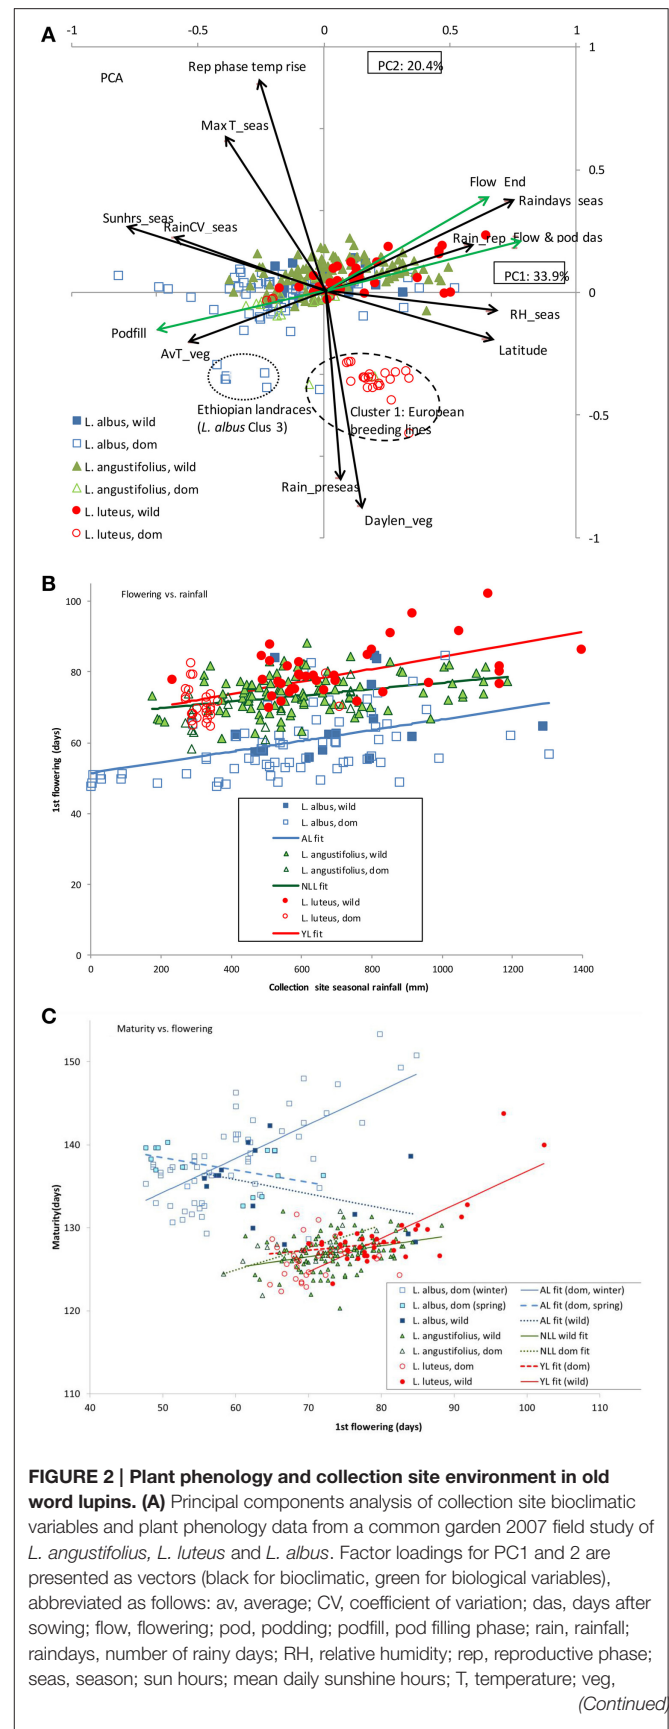 A
-1
-0.5
0
0.5
1
PC2: 20.4%
PCA
Rep phase temp rise
1
Max T_seas
0.5
Flow End
Raindays_seas
Sunhrs_seas
RainCV_seas
Rain_rep
Flow & pod das
PC1: 33.9%
0
RH_seas
Podfill
AvT_veg
Latitude
Ethiopian landraces
(L. albus Clus 3)
Cluster 1: European
breeding lines
-0.5
L. albus, wild
L. albus, dom
L. angustifolius, wild
L. angustifolius, dom
L. luteus, wild
L. luteus, dom
Rain_preseas
Daylen_veg
-1
B
Flowering vs. rainfall
100
80
60
40
20
0
1st flowering (days)
L. albus, wild
L. albus, dom
AL fit
L. angustifolius, wild
L. angustifolius, dom
NLL fit
L. luteus, wild
L. luteus, dom
YL fit
0
200
400
600
800
1000
1200
1400
Collection site seasonal rainfall (mm)
C
Maturity vs. flowering
150
140
130
120
110
Maturity(days)
L. albus, dom (winter)
AL fit (dom, winter)
L. albus, dom (spring)
AL fit (dom, spring)
L. albus, wild
AL fit (wild)
L. angustifolius, wild
NLL wild fit
L. angustifolius, dom
NLL dom fit
L. luteus, dom
YL fit (dom)
L. luteus, wild
YL fit (wild)
40
50
60
70
80
90
100
110
1st flowering (days)
FIGURE 2 | Plant phenology and collection site environment in old
word lupins. (A) Principal components analysis of collection site bioclimatic
variables and plant phenology data from a common garden 2007 field study of
L. angustifolius, L. luteus and L. albus. Factor loadings for PC1 and 2 are
presented as vectors (black for bioclimatic, green for biological variables),
abbreviated as follows: av, average; CV, coefficient of variation; das, days after
sowing; flow, flowering; pod, podding; podfill, pod filling phase; rain, rainfall;
raindays, number of rainy days; RH, relative humidity; rep, reproductive phase;
seas, season; sun hours; mean daily sunshine hours; T, temperature; veg,
(Continued)